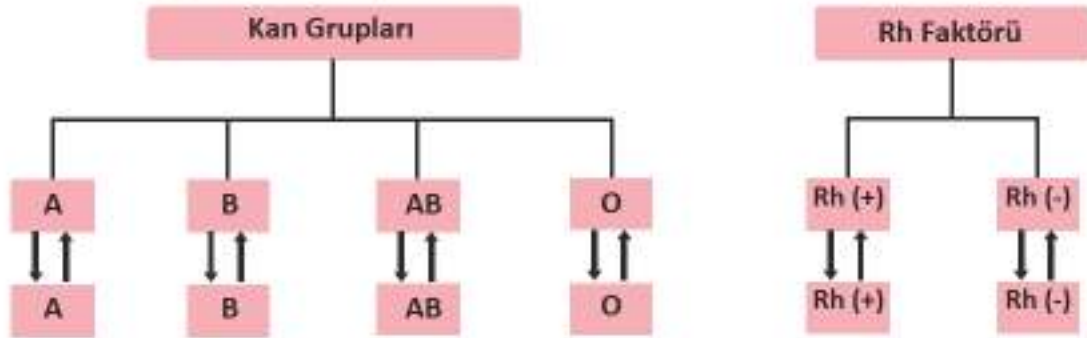 Kan Grupları
Rh Faktörü
A B AB O
Rh (+) Rh (-)
A B AB O
Rh (+) Rh (-)